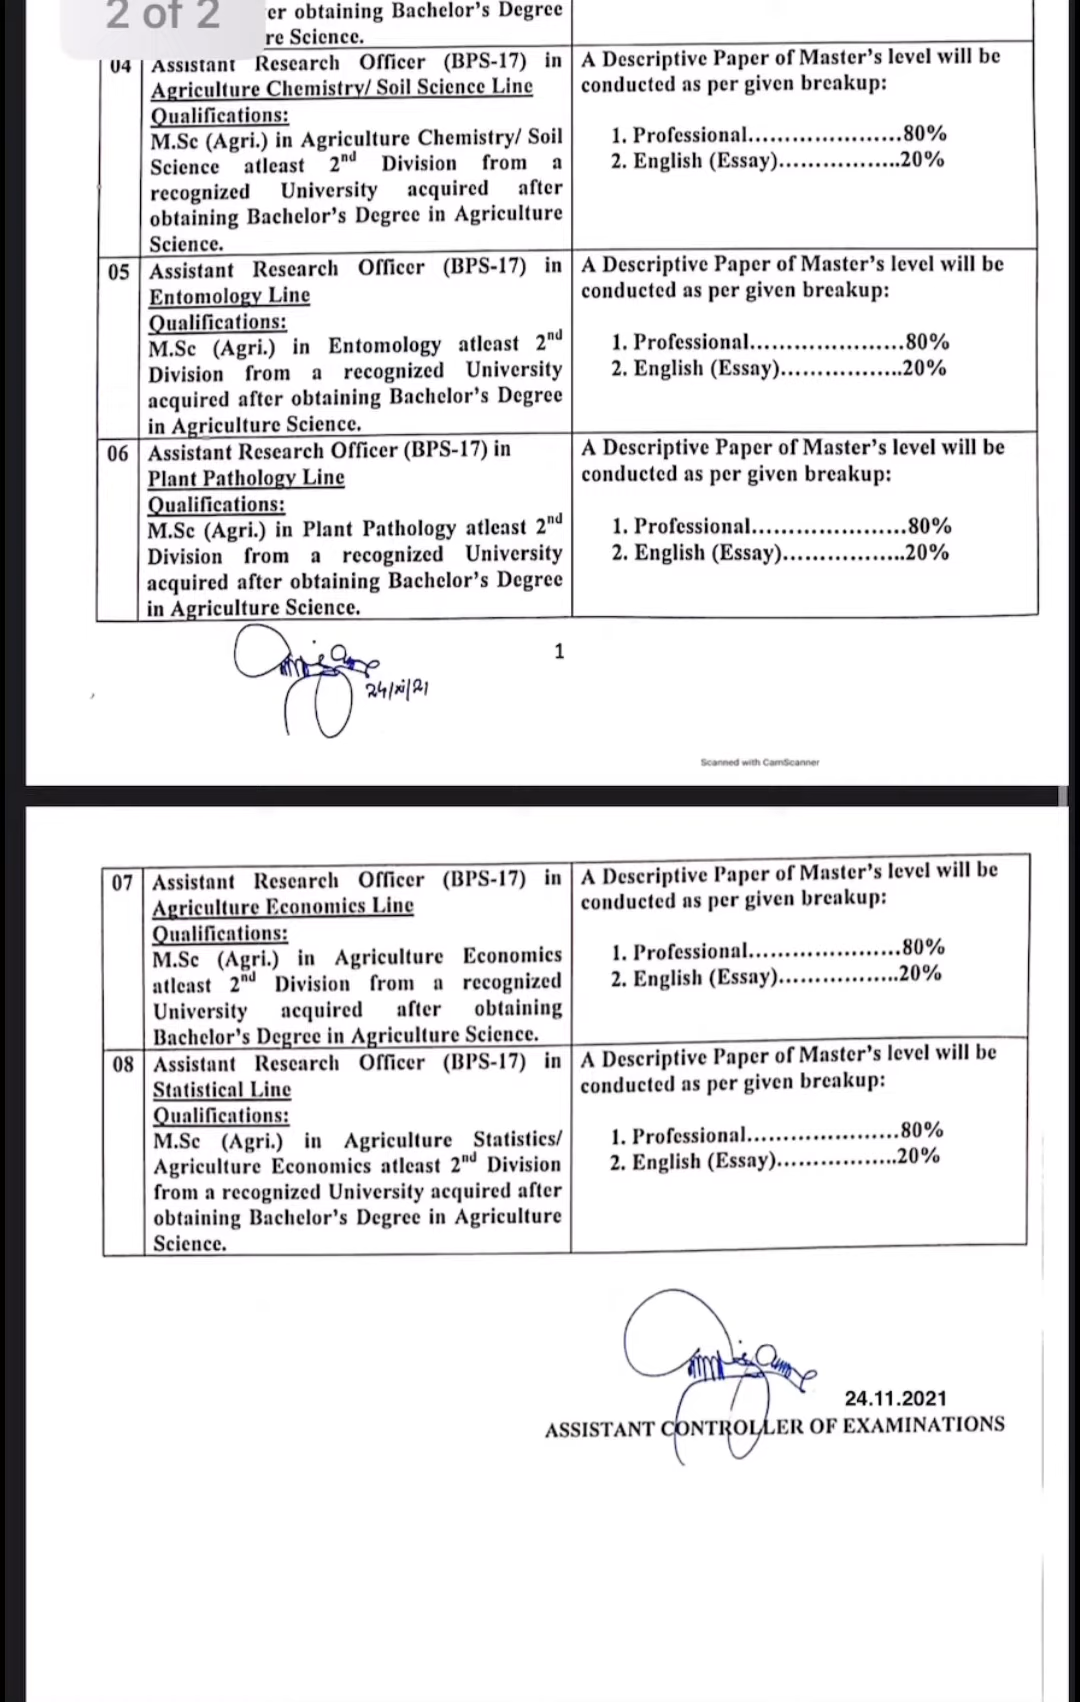 2 of 2
er obtaining Bachelor's Degree
re Science.
04
Assistant Research Officer (BPS-17) in
Agriculture Chemistry/ Soil Science Line
Qualifications:
M.Sc (Agri.) in Agriculture Chemistry/ Soil
Science atleast 2nd Division from a
recognized University acquired after
obtaining Bachelor's Degree in Agriculture
Science.
A Descriptive Paper of Master's level will be
conducted as per given breakup:
1. Professional....................80%
2. English (Essay)................20%
05
Assistant Research Officer (BPS-17) in
Entomology Line
Qualifications:
M.Sc (Agri.) in Entomology atleast 2nd
Division from a recognized University
acquired after obtaining Bachelor's Degree
in Agriculture Science.
A Descriptive Paper of Master's level will be
conducted as per given breakup:
1. Professional....................80%
2. English (Essay)................20%
06
Assistant Research Officer (BPS-17) in
Plant Pathology Line
Qualifications:
M.Sc (Agri.) in Plant Pathology atleast 2nd
Division from a recognized University
acquired after obtaining Bachelor's Degree
in Agriculture Science.
A Descriptive Paper of Master's level will be
conducted as per given breakup:
1. Professional....................80%
2. English (Essay)................20%
1
24/xi/21
Scanned with CamScanner
07
Assistant Research Officer (BPS-17) in
Agriculture Economics Line
Qualifications:
M.Sc (Agri.) in Agriculture Economics
atleast 2nd Division from a recognized
University acquired after obtaining
Bachelor's Degree in Agriculture Science.
A Descriptive Paper of Master's level will be
conducted as per given breakup:
1. Professional....................80%
2. English (Essay)................20%
08
Assistant Research Officer (BPS-17) in
Statistical Line
Qualifications:
M.Sc (Agri.) in Agriculture Statistics/
Agriculture Economics atleast 2nd Division
from a recognized University acquired after
obtaining Bachelor's Degree in Agriculture
Science.
A Descriptive Paper of Master's level will be
conducted as per given breakup:
1. Professional....................80%
2. English (Essay)................20%
24.11.2021
ASSISTANT CONTROLLER OF EXAMINATIONS